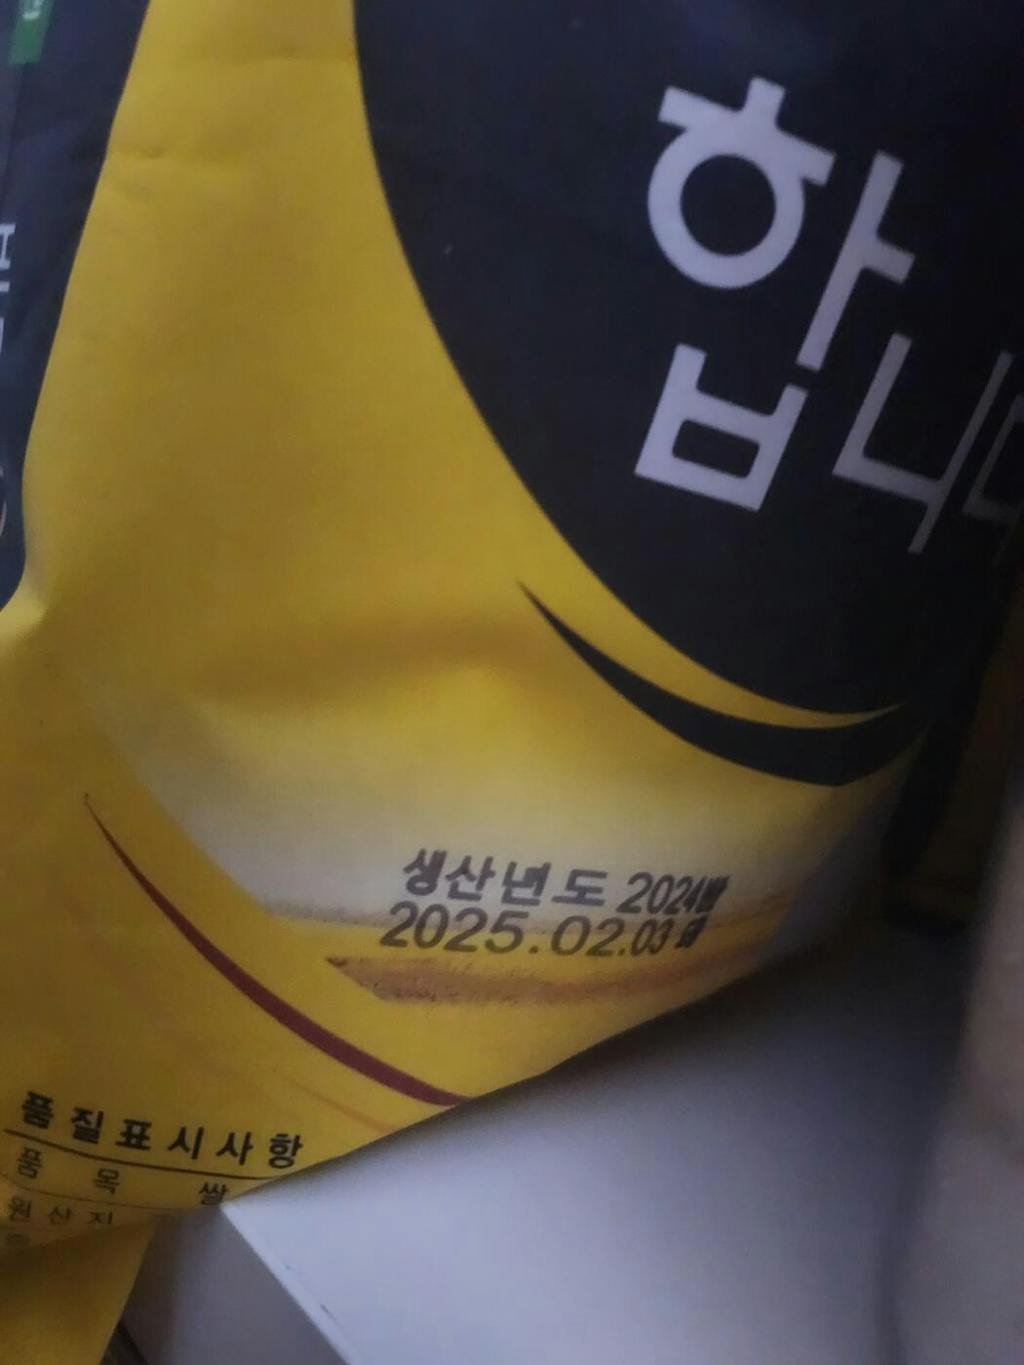 합니
생산년도 2024
2025.02.03
품질표시사항
품 목 쌀
원산지